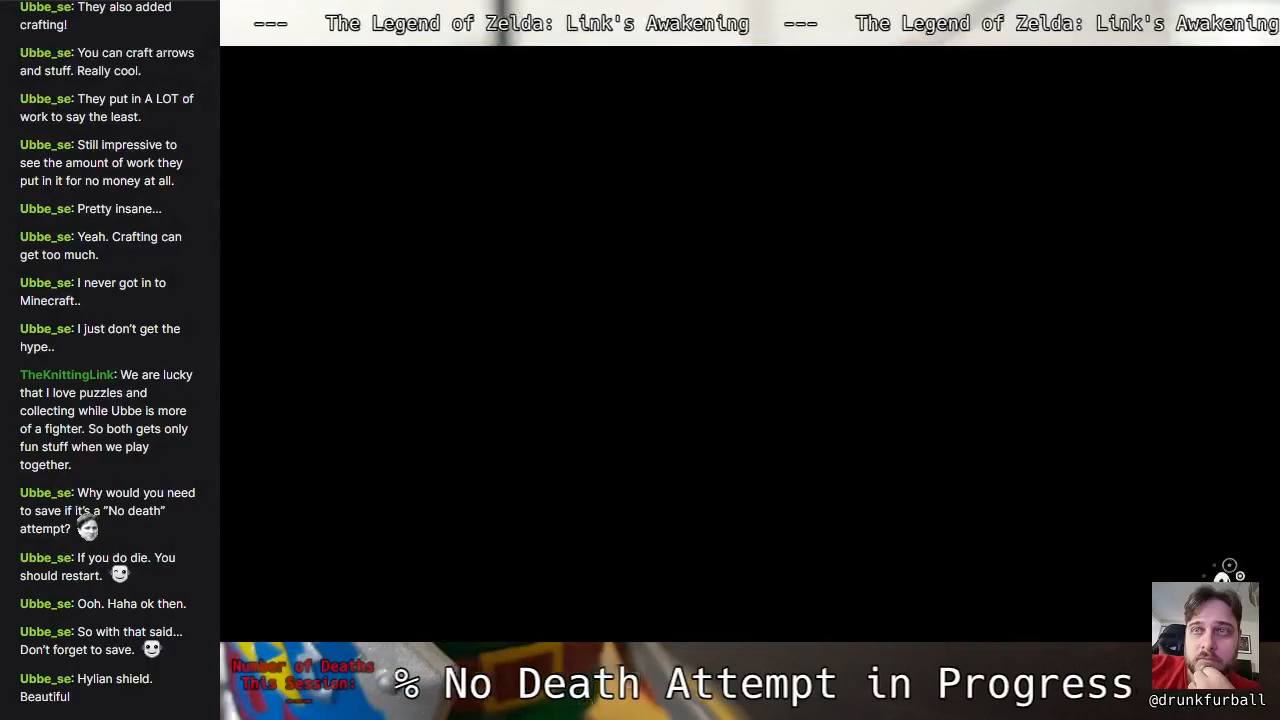 Ubbe_se: They also added
crafting!
Ubbe_se: You can craft arrows
and stuff. Really cool.
Ubbe_se: They put in A LOT of
work to say the least.
Ubbe_se: Still impressive to
see the amount of work they
put in it for no money at all.
Ubbe_se: Pretty insane...
Ubbe_se: Yeah. Crafting can
get too much.
Ubbe_se: I never got in to
Minecraft..
Ubbe_se: I just don't get the
hype..
TheKnittingLink: We are lucky
that I love puzzles and
collecting while Ubbe is more
of a fighter. So both gets only
fun stuff when we play
together.
Ubbe_se: Why would you need
to save if it's a "No death"
attempt?
Ubbe_se: If you do die. You
should restart.
Ubbe_se: Ooh. Haha ok then.
Ubbe_se: So with that said...
Don't forget to save.
Ubbe_se: Hylian shield.
Beautiful
--- The Legend of Zelda: Link's Awakening --- The Legend of Zelda: Link's Awakening
Number of Deaths
This Session:
---
% No Death Attempt in Progress
@drunkfurball